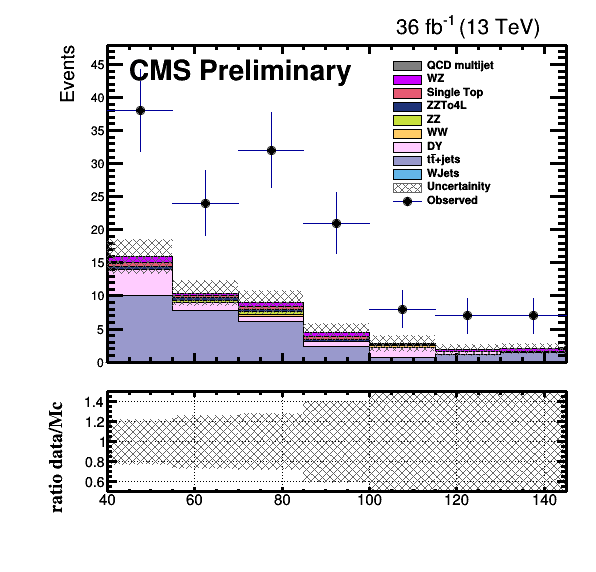 36 fb⁻¹ (13 TeV)
Events
CMS Preliminary
45
40
35
30
25
20
15
10
5
0
QCD multijet
WZ
Single Top
ZZTo4L
ZZ
WW
DY
tt̄+jets
WJets
Uncertainity
Observed
ratio data/Mc
1.4
1.2
1
0.8
0.6
40 60 80 100 120 140